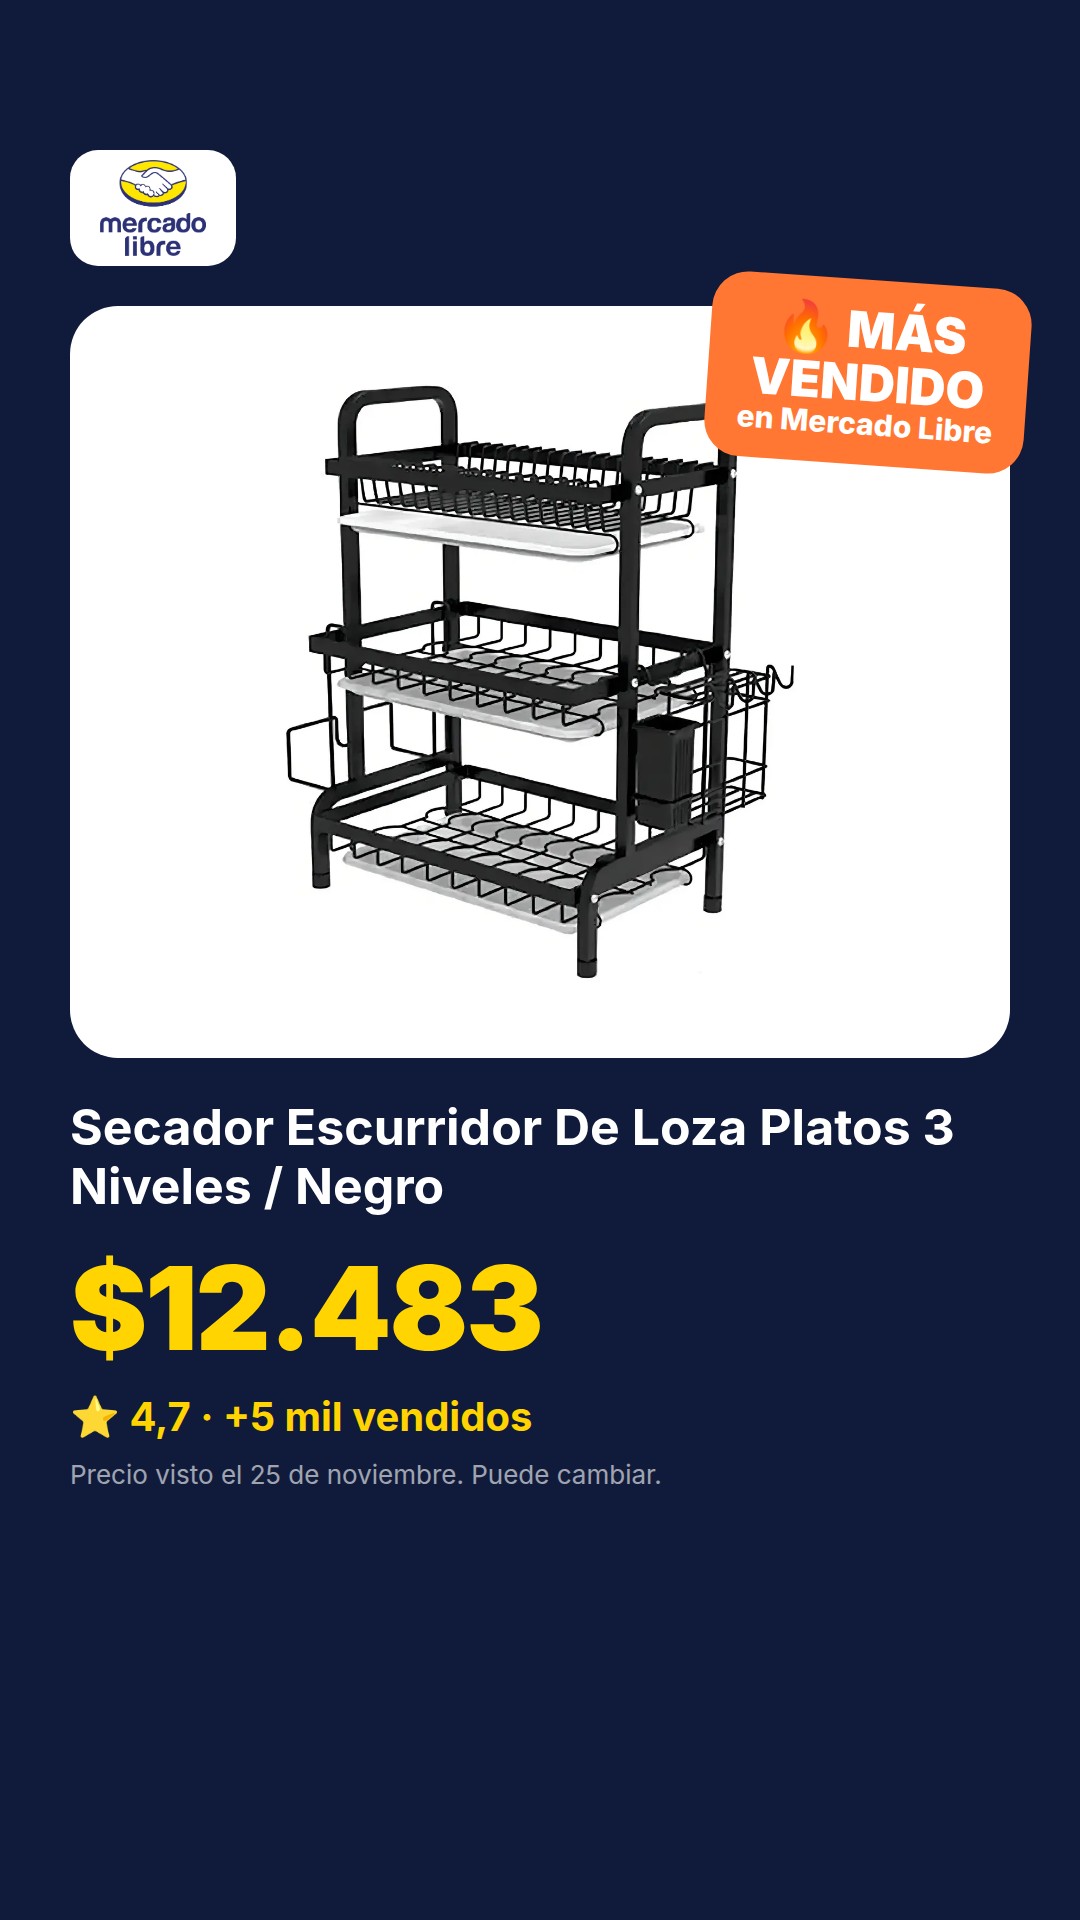 mercado
libre
🔥 MÁS
VENDIDO
en Mercado Libre
Secador Escurridor De Loza Platos 3
Niveles / Negro
$12.483
⭐ 4,7 · +5 mil vendidos
Precio visto el 25 de noviembre. Puede cambiar.